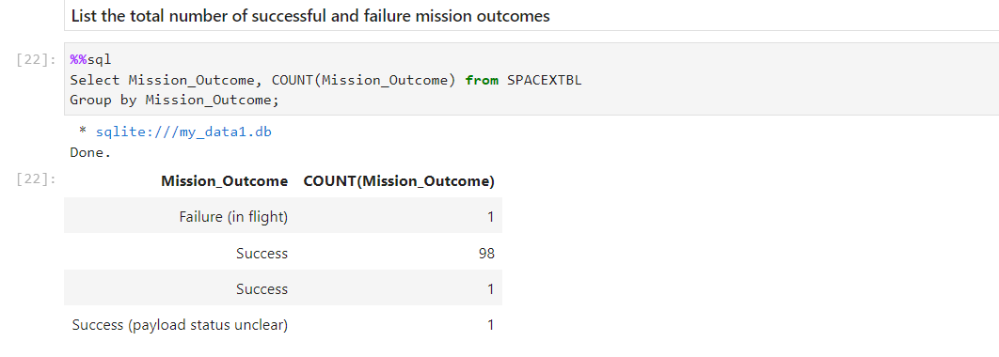 List the total number of successful and failure mission outcomes
[22]: %%sql
Select Mission_Outcome, COUNT(Mission_Outcome) from SPACEXTBL
Group by Mission_Outcome;
* sqlite:///my_data1.db
Done.
[22]: Mission_Outcome COUNT(Mission_Outcome)
Failure (in flight) 1
Success 98
Success 1
Success (payload status unclear) 1